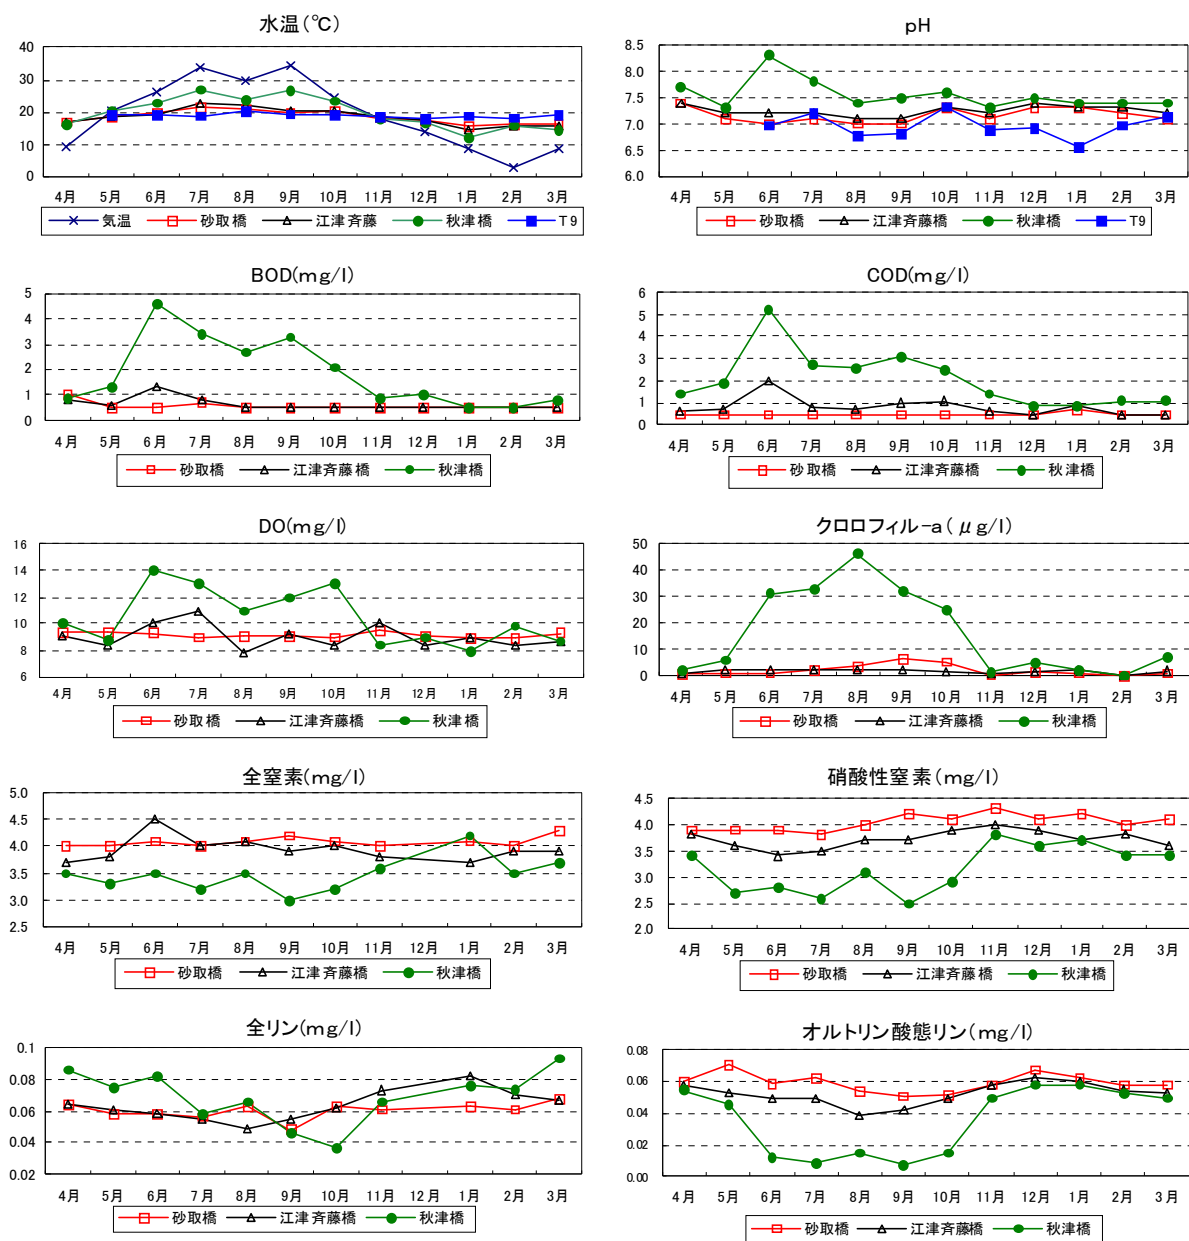 水温(℃)
40
30
20
10
0
4月 5月 6月 7月 8月 9月 10月 11月 12月 1月 2月 3月
気温 砂取橋 江津斉藤 秋津橋 T9
pH
8.5
8.0
7.5
7.0
6.5
6.0
4月 5月 6月 7月 8月 9月 10月 11月 12月 1月 2月 3月
砂取橋 江津斉藤橋 秋津橋 T9
BOD(mg/l)
5
4
3
2
1
0
4月 5月 6月 7月 8月 9月 10月 11月 12月 1月 2月 3月
砂取橋 江津斉藤橋 秋津橋
COD(mg/l)
6
5
4
3
2
1
0
4月 5月 6月 7月 8月 9月 10月 11月 12月 1月 2月 3月
砂取橋 江津斉藤橋 秋津橋
DO(mg/l)
16
14
12
10
8
6
4月 5月 6月 7月 8月 9月 10月 11月 12月 1月 2月 3月
砂取橋 江津斉藤橋 秋津橋
クロロフィル-a(μg/l)
50
40
30
20
10
0
4月 5月 6月 7月 8月 9月 10月 11月 12月 1月 2月 3月
砂取橋 江津斉藤橋 秋津橋
全窒素(mg/l)
5.0
4.5
4.0
3.5
3.0
2.5
4月 5月 6月 7月 8月 9月 10月 11月 12月 1月 2月 3月
砂取橋 江津斉藤橋 秋津橋
硝酸性窒素(mg/l)
4.5
4.0
3.5
3.0
2.5
2.0
4月 5月 6月 7月 8月 9月 10月 11月 12月 1月 2月 3月
砂取橋 江津斉藤橋 秋津橋
全リン(mg/l)
0.1
0.08
0.06
0.04
0.02
4月 5月 6月 7月 8月 9月 10月 11月 12月 1月 2月 3月
砂取橋 江津斉藤橋 秋津橋
オルトリン酸態リン(mg/l)
0.08
0.06
0.04
0.02
0.00
4月 5月 6月 7月 8月 9月 10月 11月 12月 1月 2月 3月
砂取橋 江津斉藤橋 秋津橋